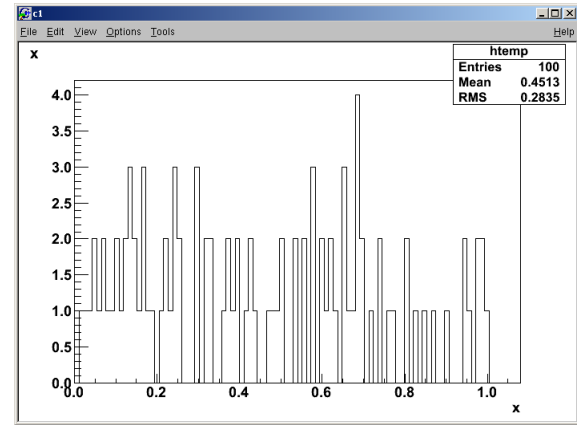 c1
File Edit View Options Tools Help
x
htemp
Entries 100
Mean 0.4513
RMS 0.2835
4.0
3.5
3.0
2.5
2.0
1.5
1.0
0.5
0.0
0.0 0.2 0.4 0.6 0.8 1.0
x